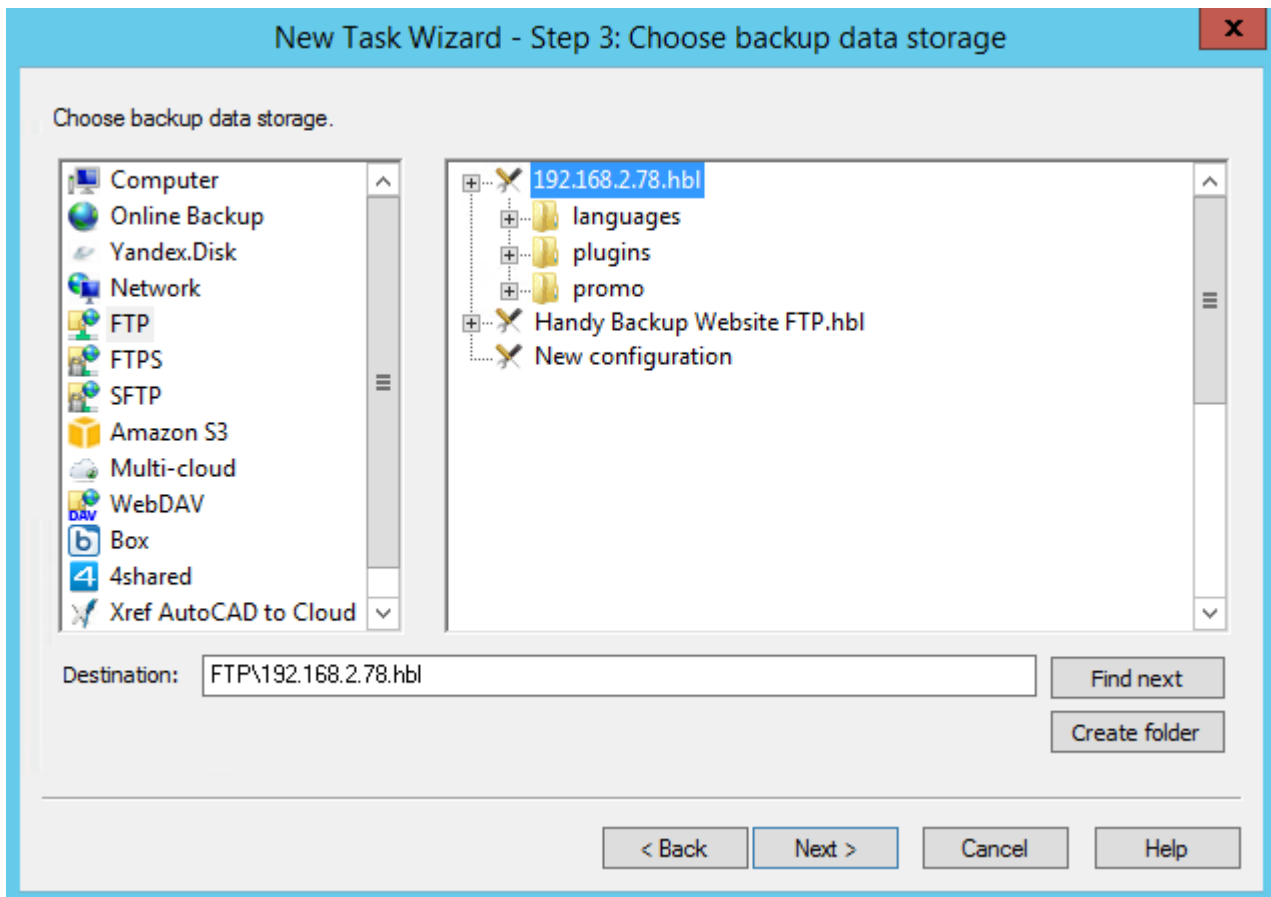 New Task Wizard - Step 3: Choose backup data storage
x
Choose backup data storage.
Computer
Online Backup
Yandex.Disk
Network
FTP
FTPS
SFTP
Amazon S3
Multi-cloud
WebDAV
DAV
b Box
4 4shared
Xref AutoCAD to Cloud
192.168.2.78.hbl
languages
plugins
promo
Handy Backup Website FTP.hbl
New configuration
Destination: FTP\192.168.2.78.hbl
Find next
Create folder
< Back Next > Cancel Help